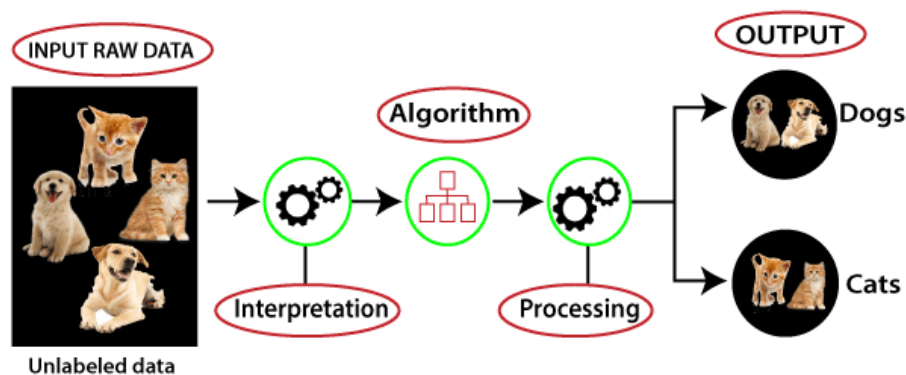 INPUT RAW DATA
Unlabeled data
Interpretation
Algorithm
Processing
OUTPUT
Dogs
Cats